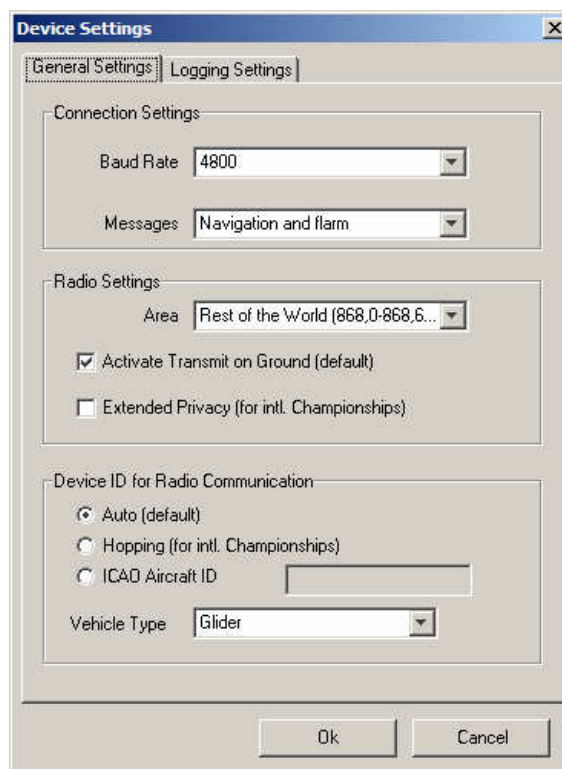 Device Settings
General Settings Logging Settings
Connection Settings
Baud Rate 4800
Messages Navigation and flarm
Radio Settings
Area Rest of the World (868,0-868,6...
Activate Transmit on Ground (default)
Extended Privacy (for intl. Championships)
Device ID for Radio Communication
Auto (default)
Hopping (for intl. Championships)
ICAO Aircraft ID
Vehicle Type Glider
Ok Cancel